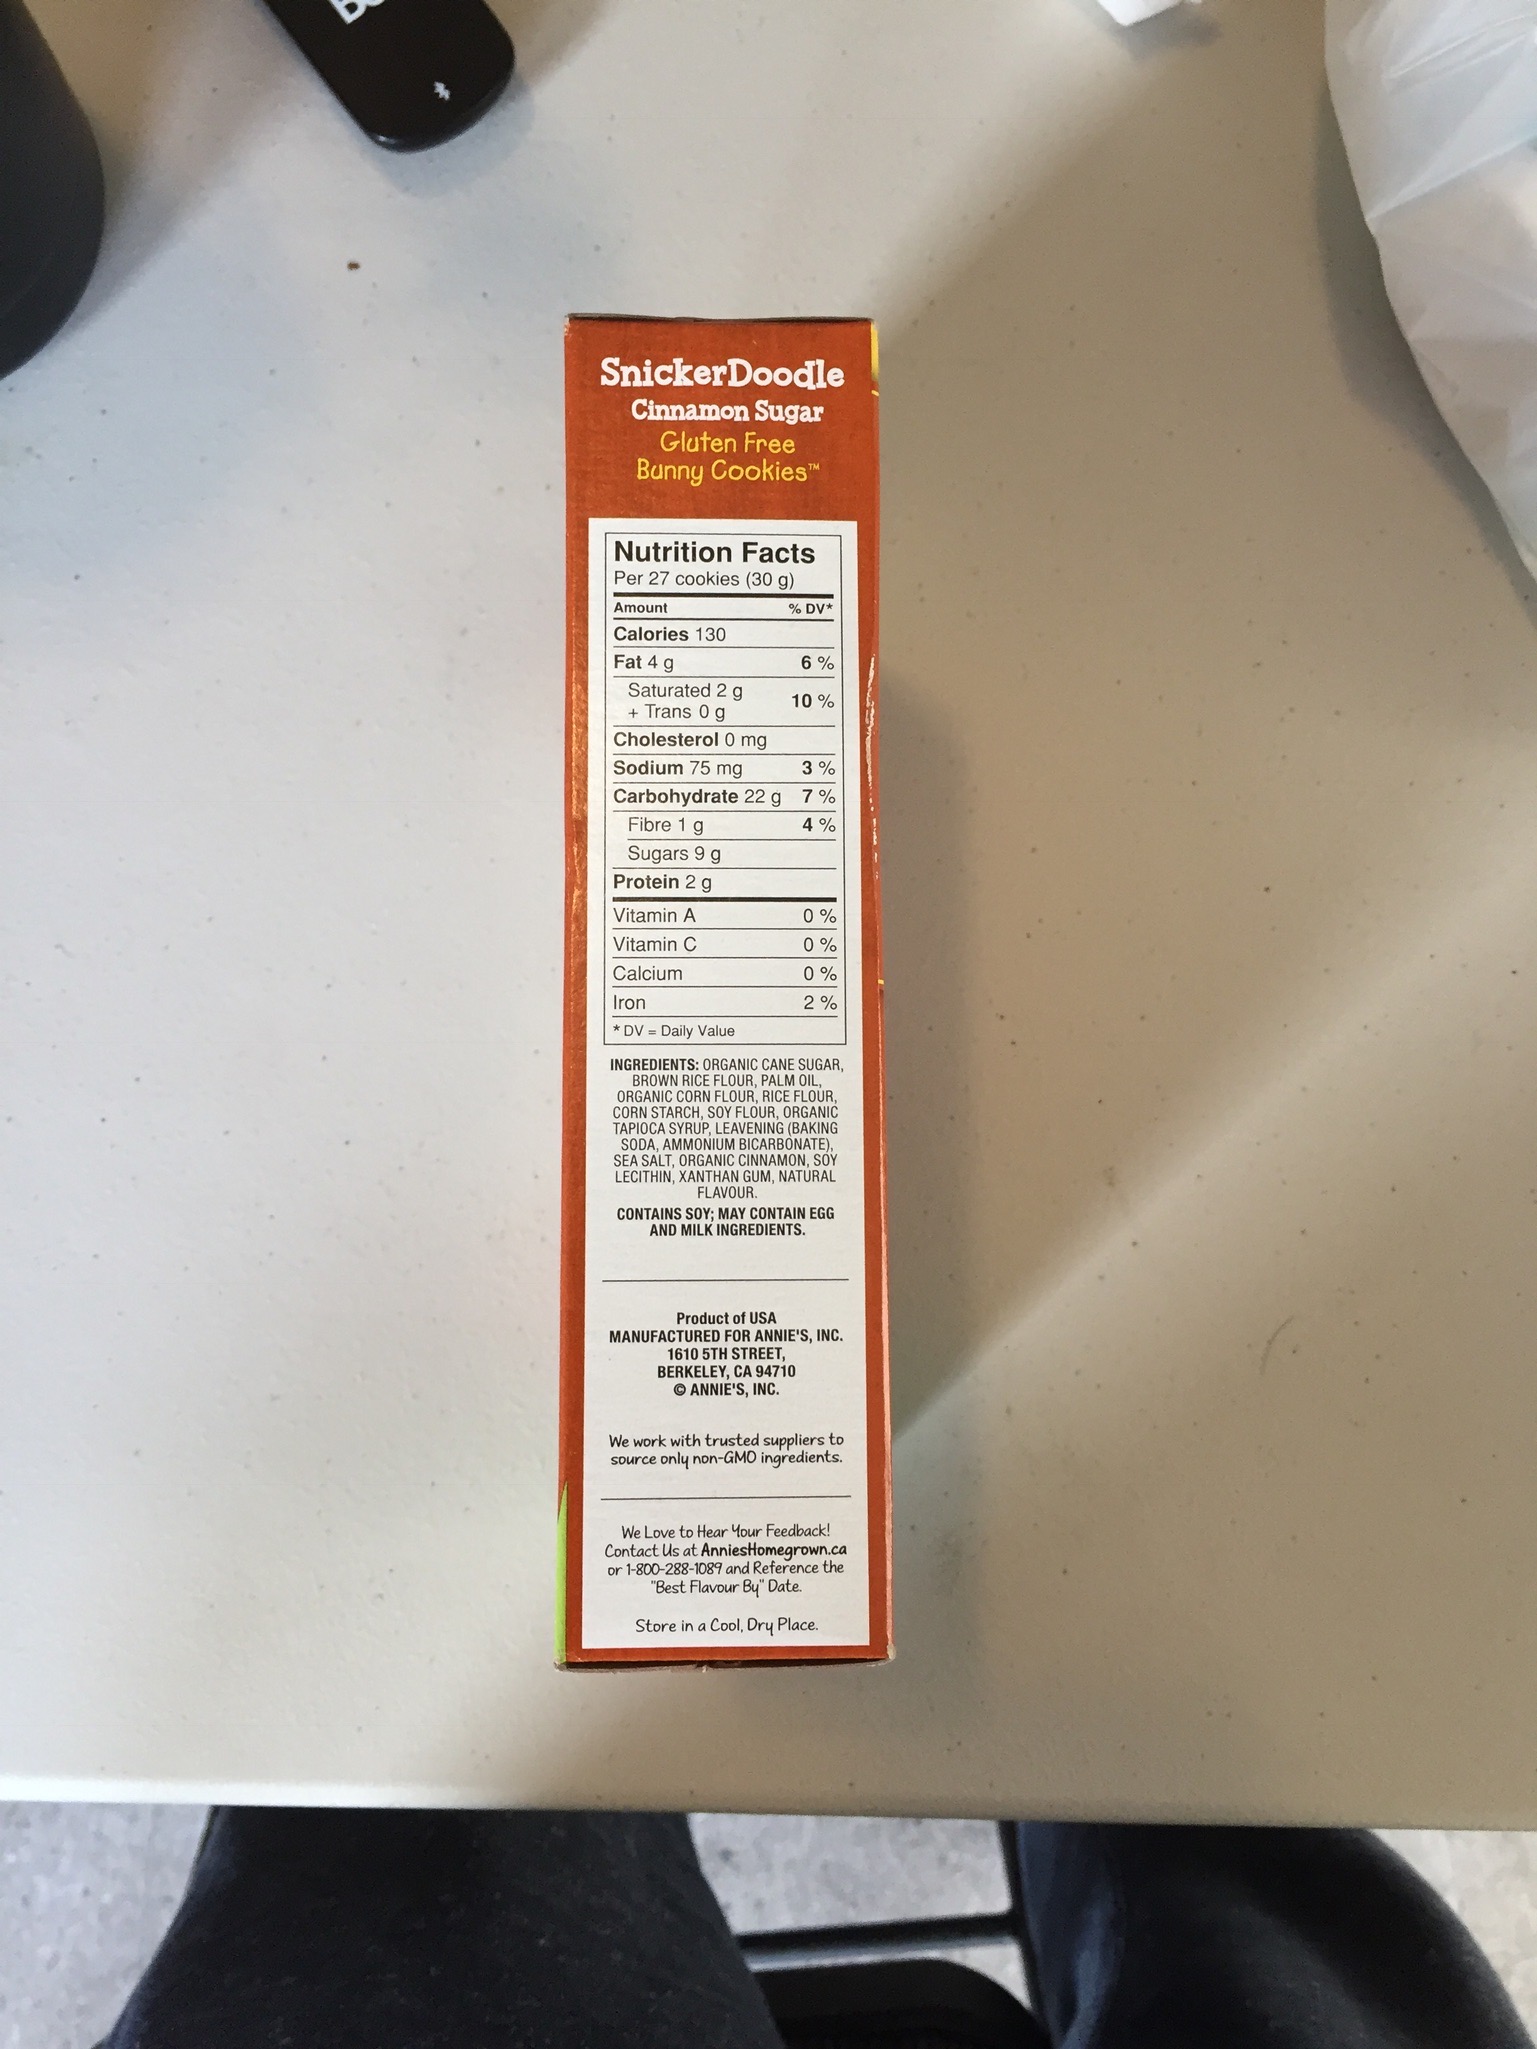 SnickerDoodle
Cinnamon Sugar
Gluten Free
Bunny Cookies™
Nutrition Facts
Per 27 cookies (30 g)
Amount % DV*
Calories 130
Fat 4 g 6 %
Saturated 2 g
+ Trans 0 g 10 %
Cholesterol 0 mg
Sodium 75 mg 3 %
Carbohydrate 22 g 7 %
Fibre 1 g 4 %
Sugars 9 g
Protein 2 g
Vitamin A 0 %
Vitamin C 0 %
Calcium 0 %
Iron 2 %
* DV = Daily Value
INGREDIENTS: ORGANIC CANE SUGAR,
BROWN RICE FLOUR, PALM OIL,
ORGANIC CORN FLOUR, RICE FLOUR,
CORN STARCH, SOY FLOUR, ORGANIC
TAPIOCA SYRUP, LEAVENING (BAKING
SODA, AMMONIUM BICARBONATE),
SEA SALT, ORGANIC CINNAMON, SOY
LECITHIN, XANTHAN GUM, NATURAL
FLAVOUR.
CONTAINS SOY; MAY CONTAIN EGG
AND MILK INGREDIENTS.
Product of USA
MANUFACTURED FOR ANNIE'S, INC.
1610 5TH STREET,
BERKELEY, CA 94710
© ANNIE'S, INC.
We work with trusted suppliers to
source only non-GMO ingredients.
We Love to Hear Your Feedback!
Contact Us at AnniesHomegrown.ca
or 1-800-288-1089 and Reference the
"Best Flavour By" Date.
Store in a Cool, Dry Place.